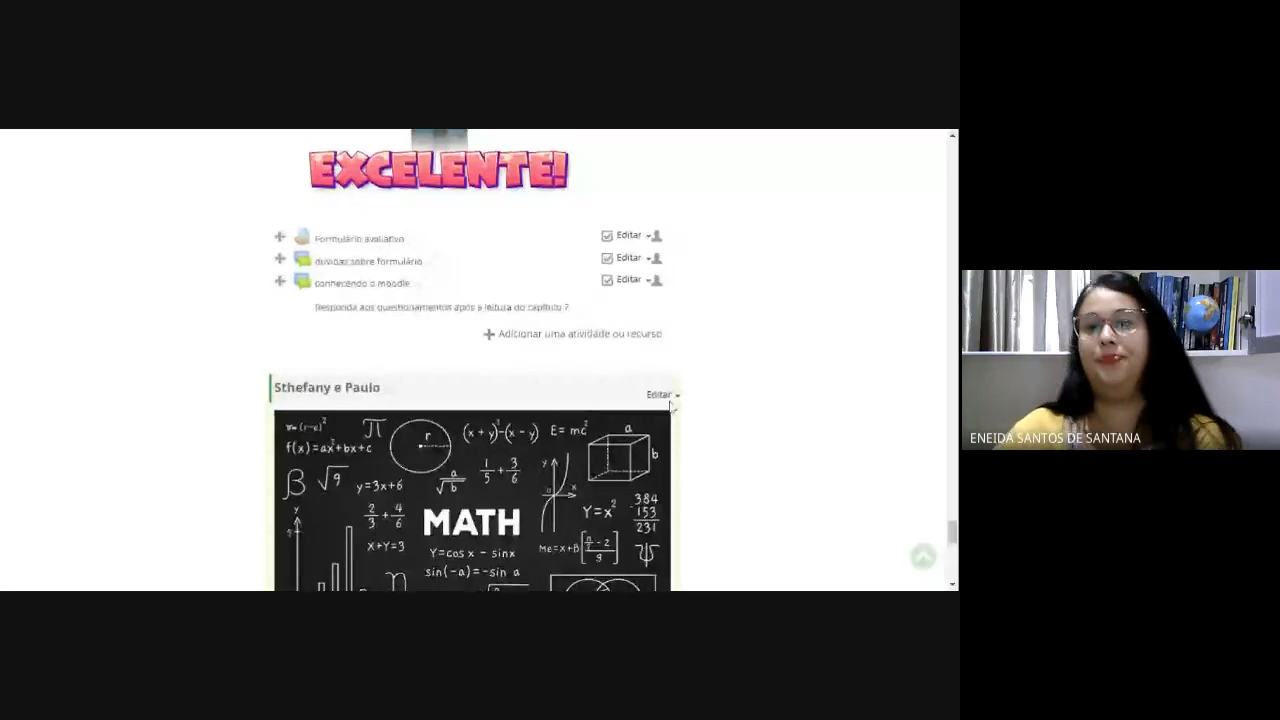 EXCELENTE!
Formulário avaliativo
Editar
duvidas sobre formulário
Editar
conhecendo o moodle
Editar
Responda aos questionamentos após a leitura do capítulo 7
Adicionar uma atividade ou recurso
Sthefany e Paulo
Editar
f(x)=ax²+bx+c
π
r
(x+y)²-(x-y)
E=mc²
a
b
β
√9
y=3x+6
a/√b
1/5 + 3/6
y
x
Y=x²
384
153
231
2/3 + 4/6
MATH
X+Y=3
Y=cos x - sinx
sin(-a)=-sin a
y
n
ψ
ENEIDA SANTOS DE SANTANA